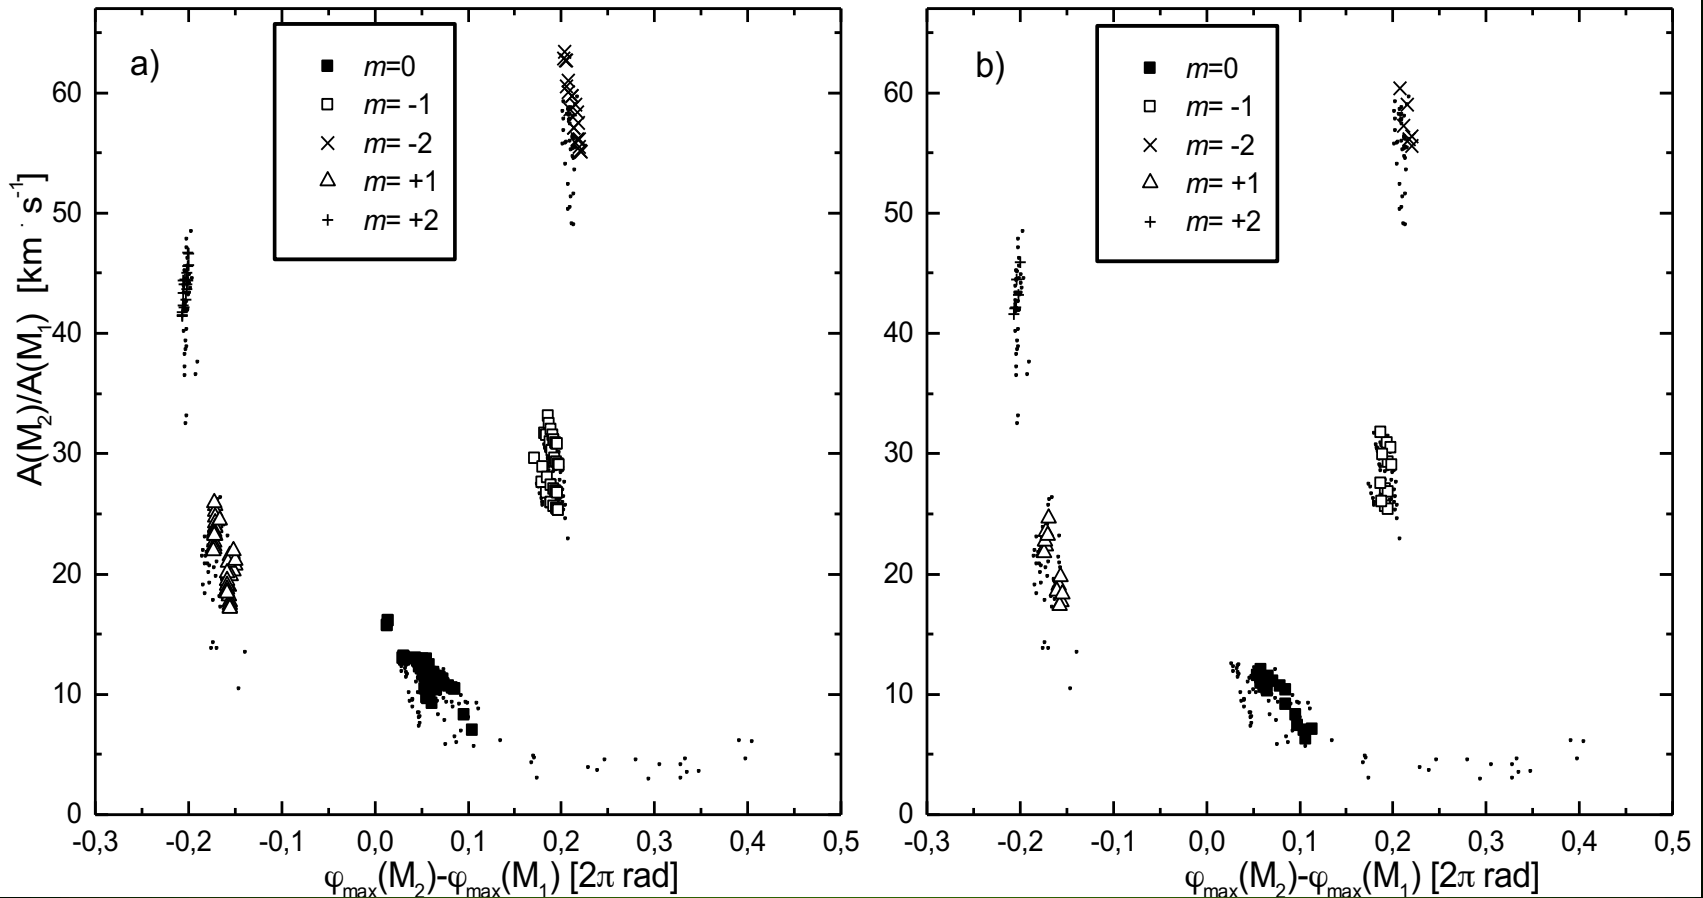 a)
m=0
m= -1
m= -2
m= +1
m= +2
A(M₂)/A(M₁) [km · s⁻¹]
60
50
40
30
20
10
0
-0,3 -0,2 -0,1 0,0 0,1 0,2 0,3 0,4 0,5
φmax(M₂)-φmax(M₁) [2π rad]
b)
m=0
m= -1
m= -2
m= +1
m= +2
60
50
40
30
20
10
0
-0,3 -0,2 -0,1 0,0 0,1 0,2 0,3 0,4 0,5
φmax(M₂)-φmax(M₁) [2π rad]